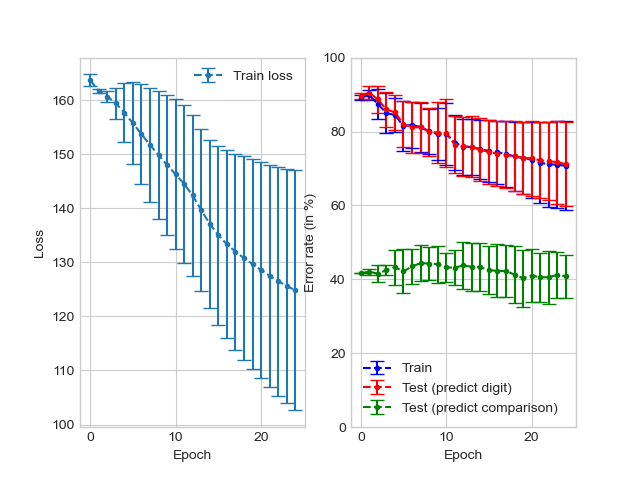 Train loss
Loss
160
150
140
130
120
110
100
0
10
20
Epoch
Error rate (in %)
100
80
60
40
20
0
Train
Test (predict digit)
Test (predict comparison)
0
10
20
Epoch